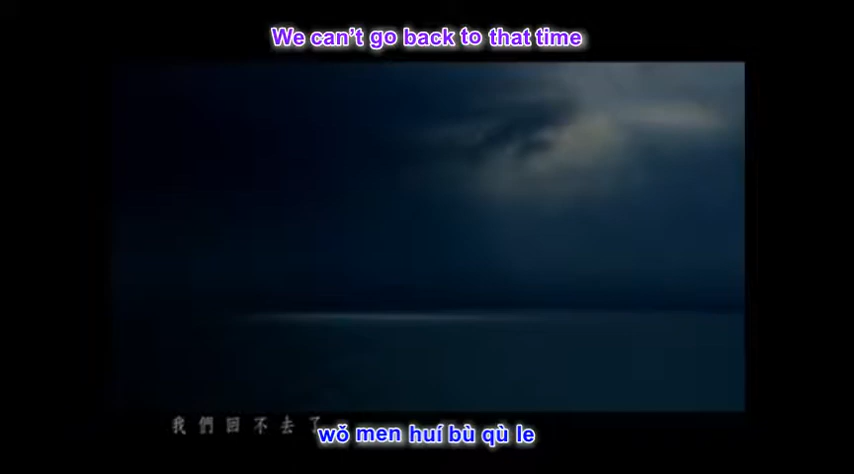 We can't go back to that time
我們回不去了
wǒ men huí bù qù le